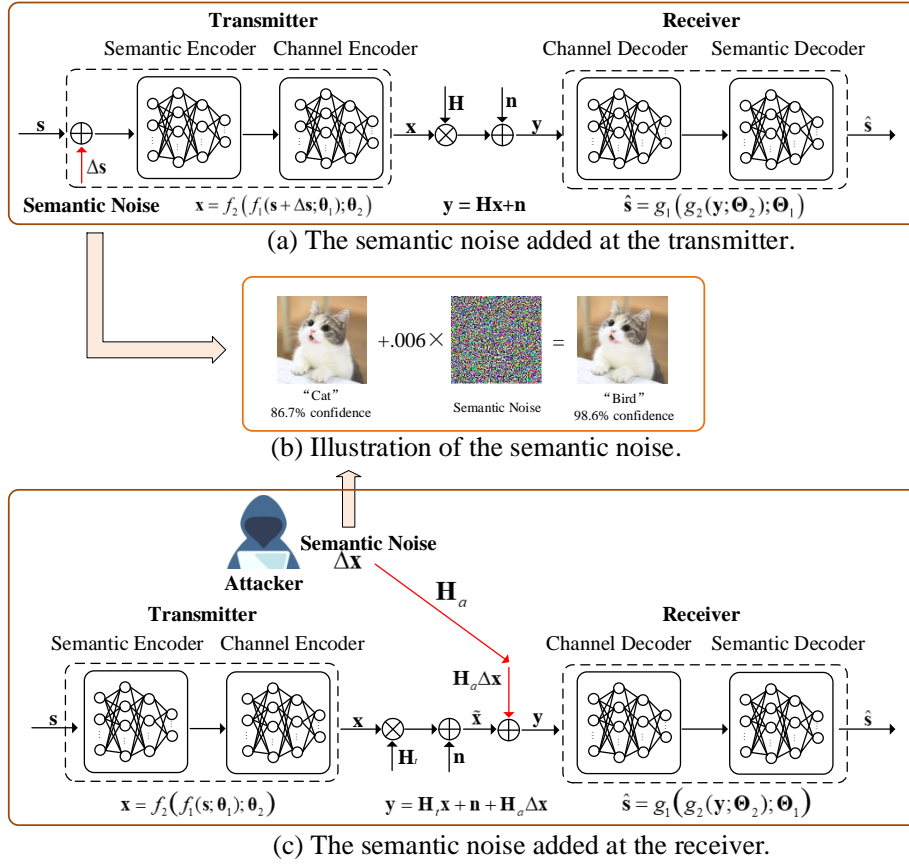 Transmitter
Receiver
Semantic Encoder Channel Encoder
Channel Decoder Semantic Decoder
s
Δs
x
H
n
y
ŝ
Semantic Noise
x = f₂(f₁(s + Δs; θ₁); θ₂)
y = Hx+n
ŝ = g₁(g₂(y; Θ₂); Θ₁)
(a) The semantic noise added at the transmitter.
+.006×
=
“Cat”
86.7% confidence
Semantic Noise
“Bird”
98.6% confidence
(b) Illustration of the semantic noise.
Semantic Noise
Δx
Attacker
Hₐ
Transmitter
Receiver
Semantic Encoder Channel Encoder
Channel Decoder Semantic Decoder
HₐΔx
s
x
x̃
y
ŝ
Hₜ
n
x = f₂(f₁(s; θ₁); θ₂)
y = Hₜx + n + HₐΔx
ŝ = g₁(g₂(y; Θ₂); Θ₁)
(c) The semantic noise added at the receiver.